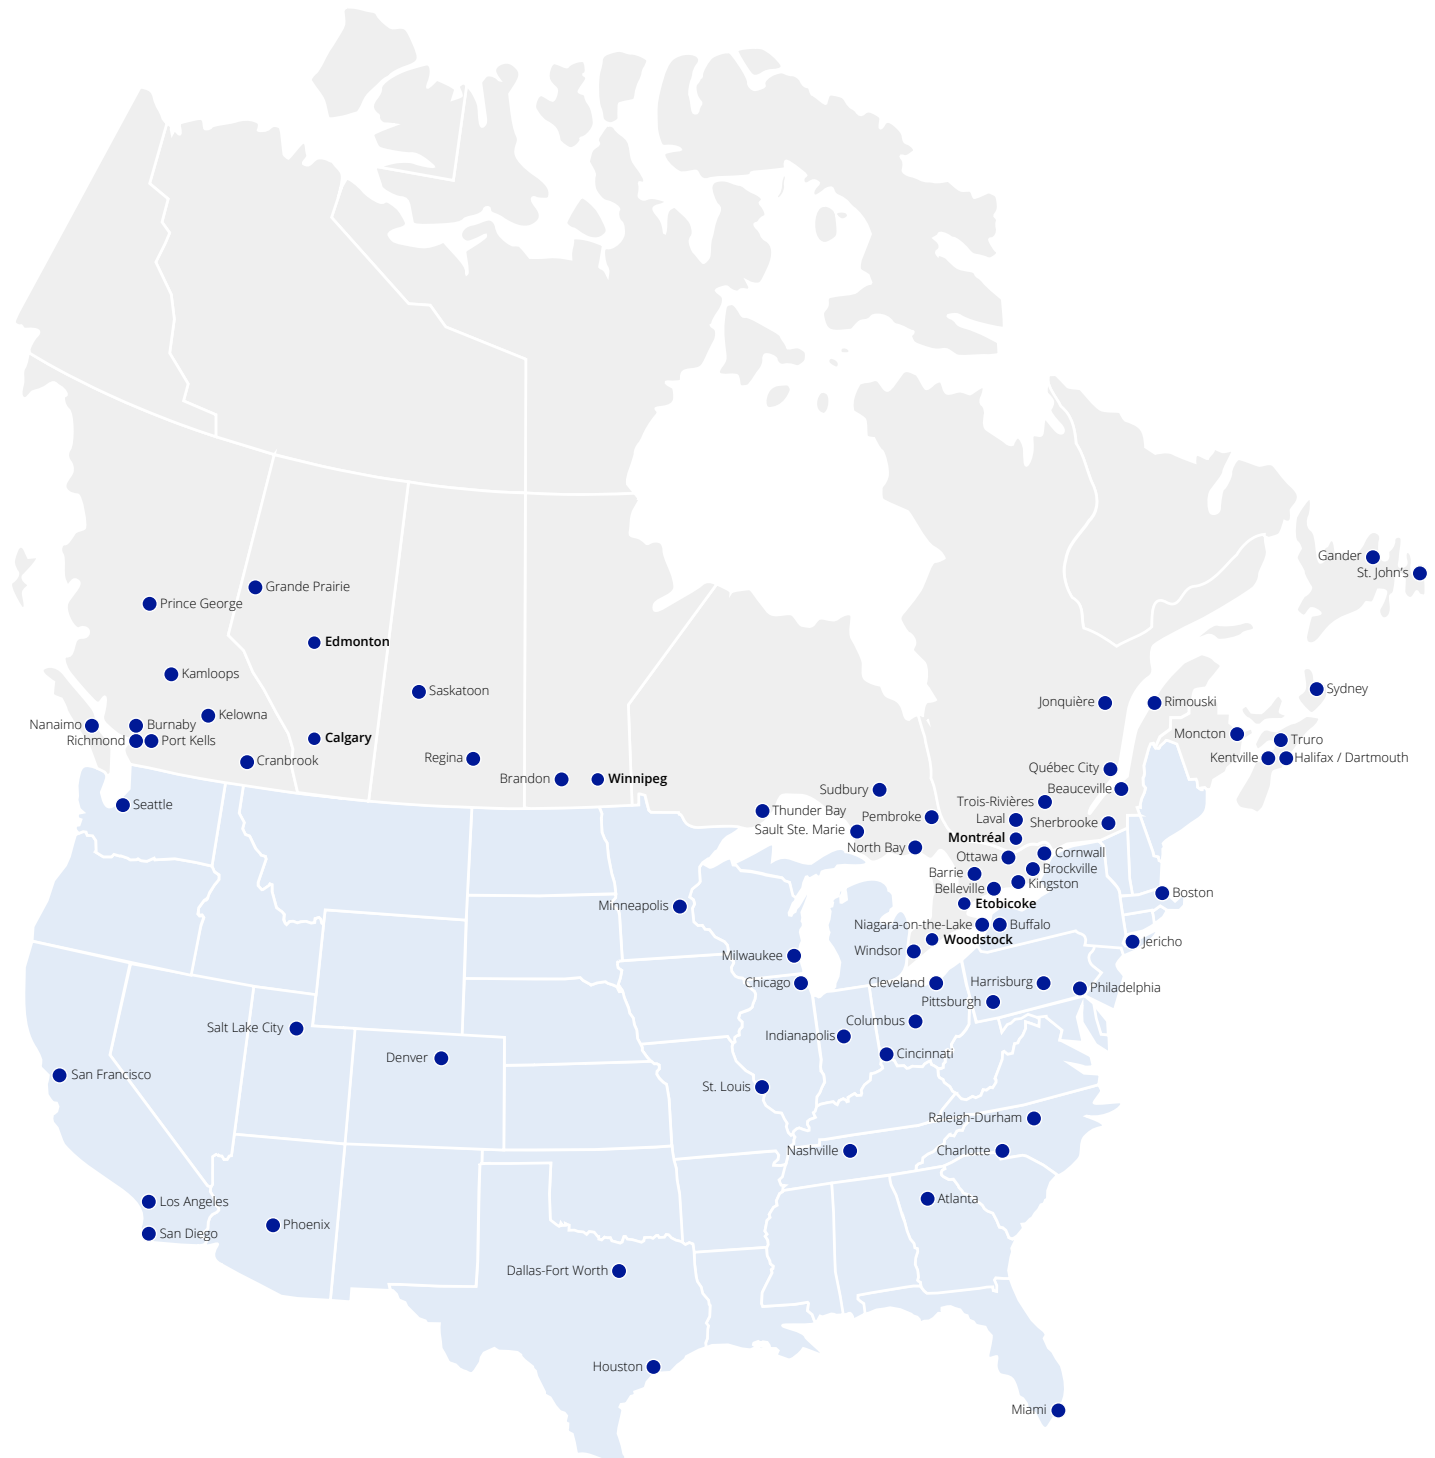 Gander
St. John's
Grande Prairie
Prince George
Edmonton
Kamloops
Saskatoon
Sydney
Jonquière
Rimouski
Kelowna
Nanaimo
Burnaby
Moncton
Richmond
Port Kells
Calgary
Truro
Cranbrook
Regina
Kentville
Halifax / Dartmouth
Québec City
Brandon
Winnipeg
Sudbury
Beauceville
Seattle
Trois-Rivières
Thunder Bay
Pembroke
Laval
Sherbrooke
Sault Ste. Marie
Montréal
North Bay
Ottawa
Cornwall
Barrie
Brockville
Belleville
Kingston
Boston
Minneapolis
Etobicoke
Niagara-on-the-Lake
Buffalo
Woodstock
Jericho
Milwaukee
Windsor
Chicago
Cleveland
Harrisburg
Philadelphia
Pittsburgh
Salt Lake City
Columbus
Indianapolis
Denver
Cincinnati
San Francisco
St. Louis
Raleigh-Durham
Nashville
Charlotte
Los Angeles
Atlanta
Phoenix
San Diego
Dallas-Fort Worth
Houston
Miami